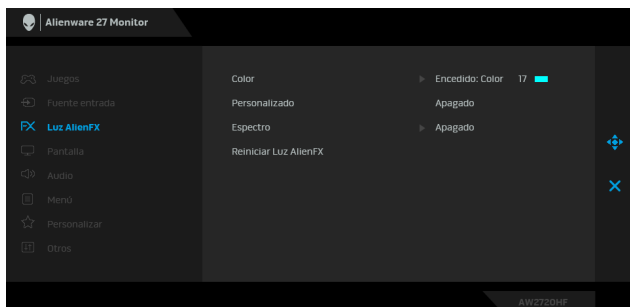 Alienware 27 Monitor
Juegos
Fuente entrada
FX Luz AlienFX
Pantalla
Audio
Menú
Personalizar
Otros
Color Encedido: Color 17
Personalizado Apagado
Espectro Apagado
Reiniciar Luz AlienFX
AW2720HF